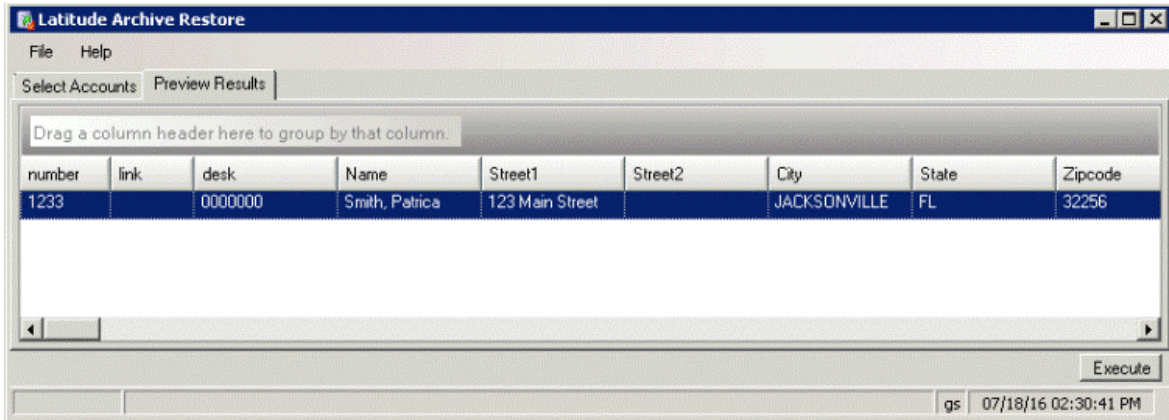 Latitude Archive Restore
File Help
Select Accounts Preview Results
Drag a column header here to group by that column.
number link desk Name Street1 Street2 City State Zipcode
1233 0000000 Smith, Patrica 123 Main Street JACKSONVILLE FL 32256
Execute
gs 07/18/16 02:30:41 PM